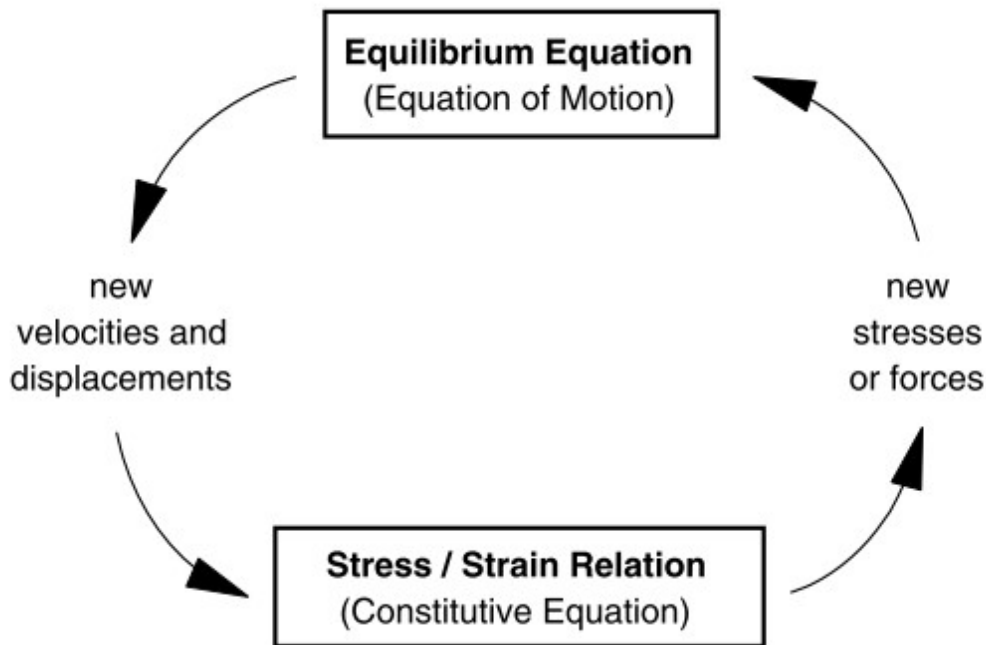 Equilibrium Equation
(Equation of Motion)
new
velocities and
displacements
new
stresses
or forces
Stress / Strain Relation
(Constitutive Equation)